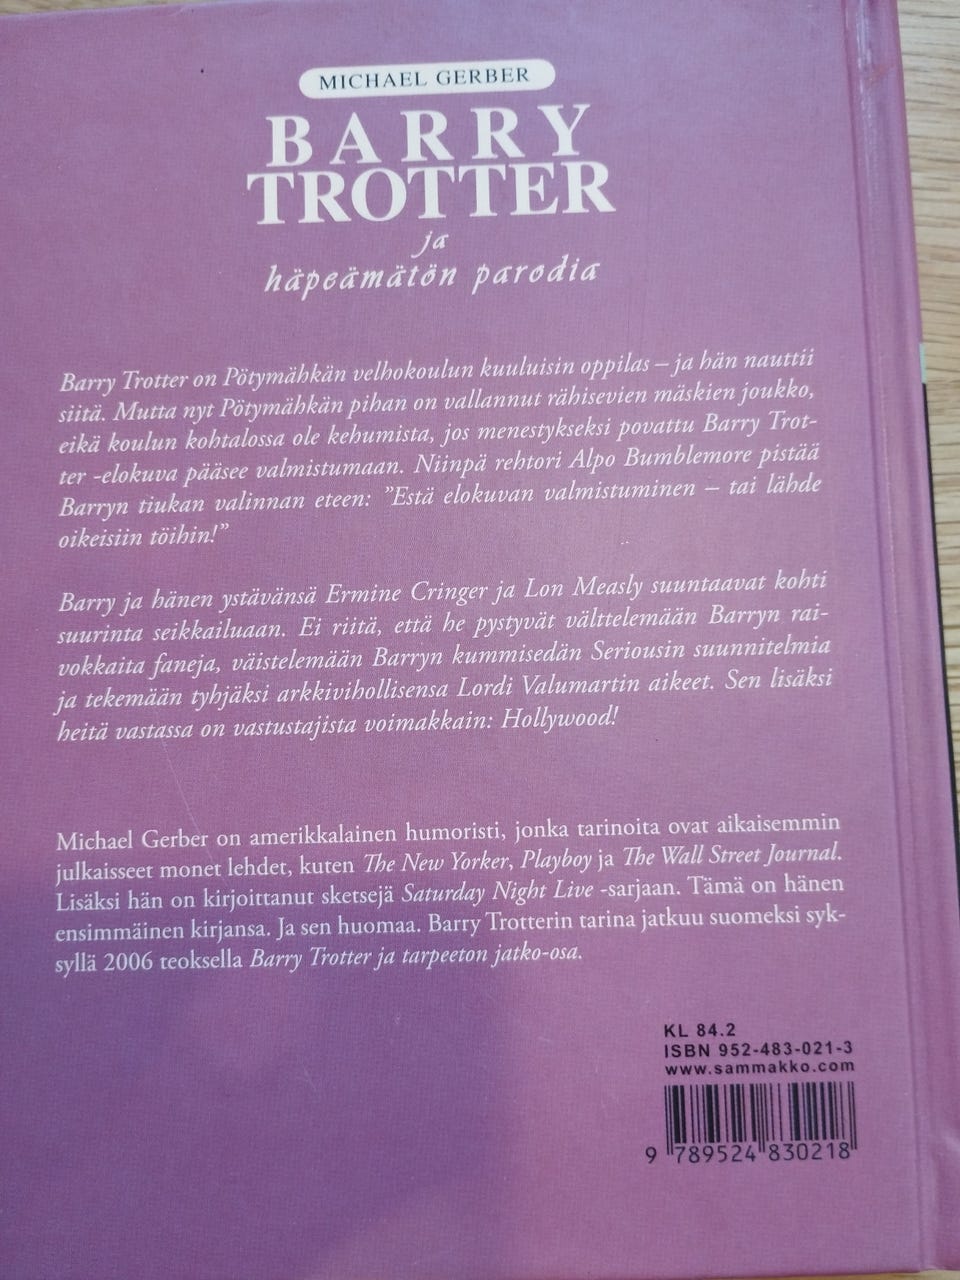 MICHAEL GERBER
BARRY
TROTTER
ja
häpeämätön parodia
Barry Trotter on Pötymähkän velhokoulun kuuluisin oppilas – ja hän nauttii
siitä. Mutta nyt Pötymähkän pihan on vallannut rähisevien mäskien joukko,
eikä koulun kohtalossa ole kehumista, jos menestykseksi povattu Barry Trot-
ter -elokuva pääsee valmistumaan. Niinpä rehtori Alpo Bumblemore pistää
Barryn tiukan valinnan eteen: ”Estä elokuvan valmistuminen – tai lähde
oikeisiin töihin!”
Barry ja hänen ystävänsä Ermine Cringer ja Lon Measly suuntaavat kohti
suurinta seikkailuaan. Ei riitä, että he pystyvät välttelemään Barryn rai-
vokkaita faneja, väistelemään Barryn kummisedän Seriousin suunnitelmia
ja tekemään tyhjäksi arkkivihollisensa Lordi Valumartin aikeet. Sen lisäksi
heitä vastassa on vastustajista voimakkain: Hollywood!
Michael Gerber on amerikkalainen humoristi, jonka tarinoita ovat aikaisemmin
julkaisseet monet lehdet, kuten The New Yorker, Playboy ja The Wall Street Journal.
Lisäksi hän on kirjoittanut sketsejä Saturday Night Live -sarjaan. Tämä on hänen
ensimmäinen kirjansa. Ja sen huomaa. Barry Trotterin tarina jatkuu suomeksi syk-
syllä 2006 teoksella Barry Trotter ja tarpeeton jatko-osa.
KL 84.2
ISBN 952-483-021-3
www.sammakko.com
9 789524 830218